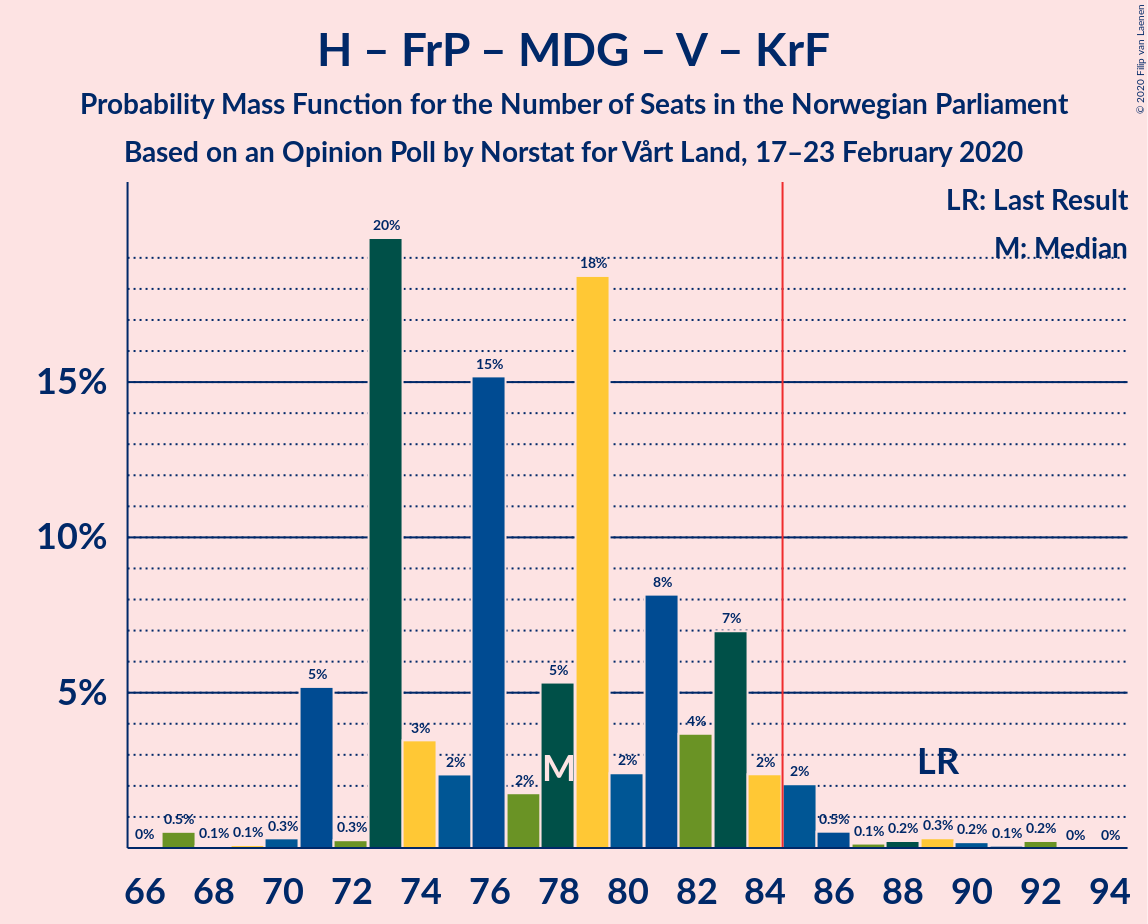 H – FrP – MDG – V – KrF
Probability Mass Function for the Number of Seats in the Norwegian Parliament
Based on an Opinion Poll by Norstat for Vårt Land, 17–23 February 2020
© 2020 Filip van Laenen
LR: Last Result
M: Median
15%
10%
5%
0% 0.5% 0.1% 0.1% 0.3% 5% 0.3% 20% 3% 2% 15% 2% 5% 18% 2% 8% 4% 7% 2% 2% 0.5% 0.1% 0.2% 0.3% 0.2% 0.1% 0.2% 0% 0%
M
LR
66 68 70 72 74 76 78 80 82 84 86 88 90 92 94